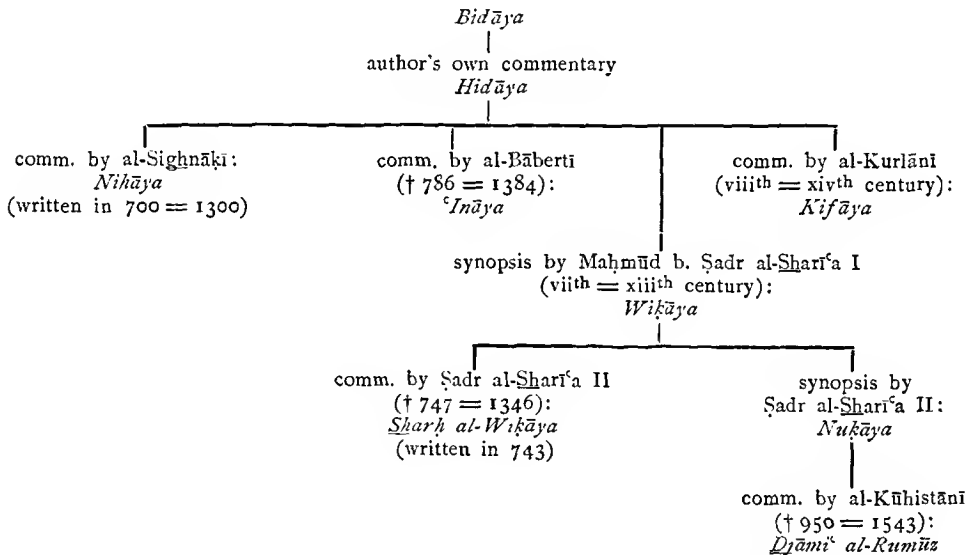 Bidāya
author's own commentary
Hidāya
comm. by al-Sighnāḳī:
Nihāya
(written in 700 = 1300)
comm. by al-Bābertī
(† 786 = 1384):
ʿInāya
comm. by al-Kurlānī
(viiith = xivth century):
Kifāya
synopsis by Maḥmūd b. Ṣadr al-Sharīʿa I
(viith = xiiith century):
Wiḳāya
comm. by Ṣadr al-Sharīʿa II
(† 747 = 1346):
Sharḥ al-Wiḳāya
(written in 743)
synopsis by
Ṣadr al-Sharīʿa II:
Nuḳāya
comm. by al-Kūhistānī
(† 950 = 1543):
Djāmiʿ al-Rumūz